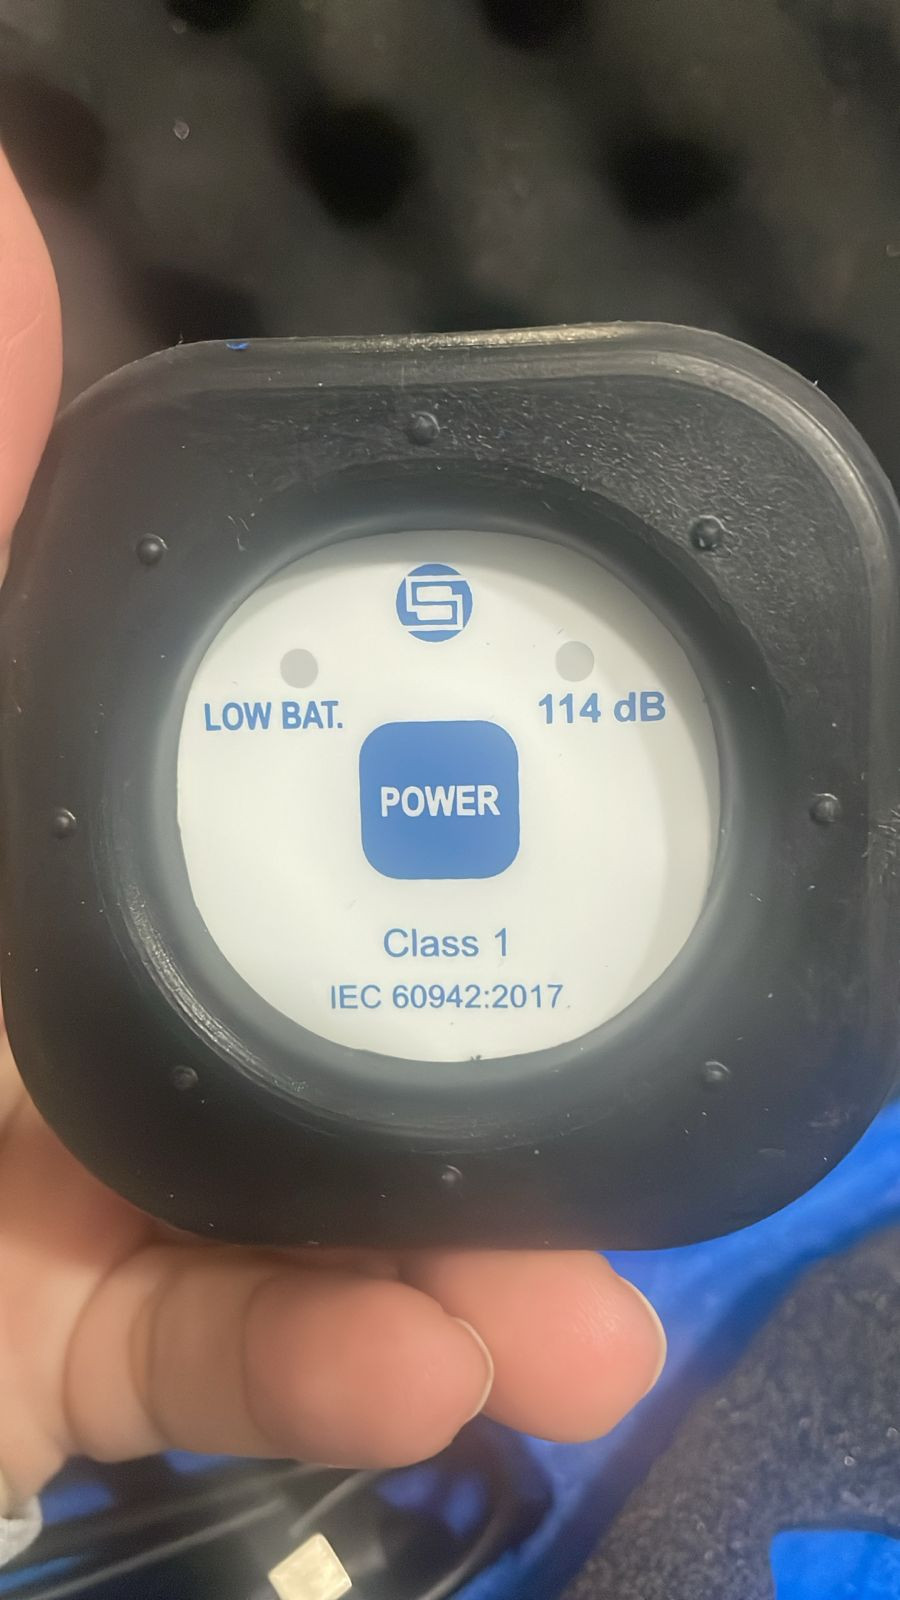 LOW BAT.
114 dB
POWER
Class 1
IEC 60942:2017